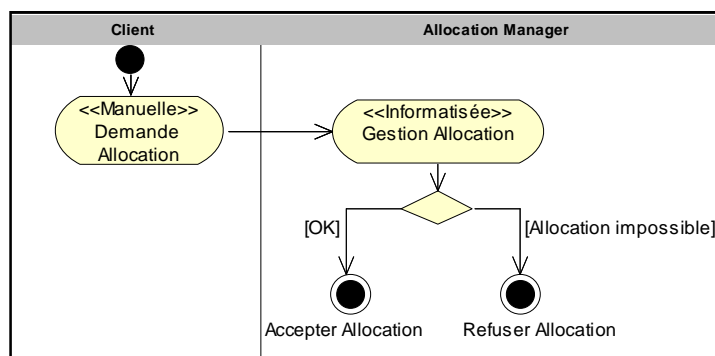 Client
Allocation Manager
<<Manuelle>>
Demande
Allocation
<<Informatisée>>
Gestion Allocation
[OK]
[Allocation impossible]
Accepter Allocation
Refuser Allocation